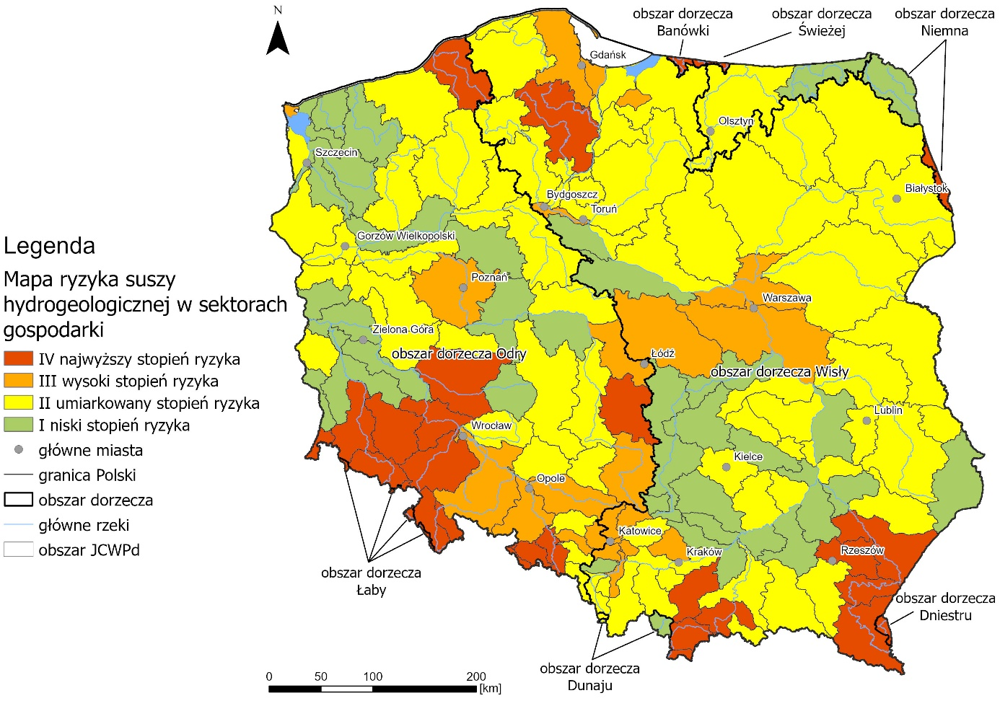 N
obszar dorzecza
Banówki
obszar dorzecza
Świeżej
obszar dorzecza
Niemna
Gdańsk
Olsztyn
Szczecin
Białystok
Bydgoszcz
Toruń
Gorzów Wielkopolski
Poznań
Warszawa
Zielona Góra
obszar dorzecza Odry
Łódź
obszar dorzecza Wisły
Lublin
Wrocław
Kielce
Opole
Katowice
Kraków
Rzeszów
obszar dorzecza
Łaby
obszar dorzecza
Dniestru
obszar dorzecza
Dunaju
Legenda
Mapa ryzyka suszy
hydrogeologicznej w sektorach
gospodarki
IV najwyższy stopień ryzyka
III wysoki stopień ryzyka
II umiarkowany stopień ryzyka
I niski stopień ryzyka
główne miasta
granica Polski
obszar dorzecza
główne rzeki
obszar JCWPd
0 50 100 200
[km]